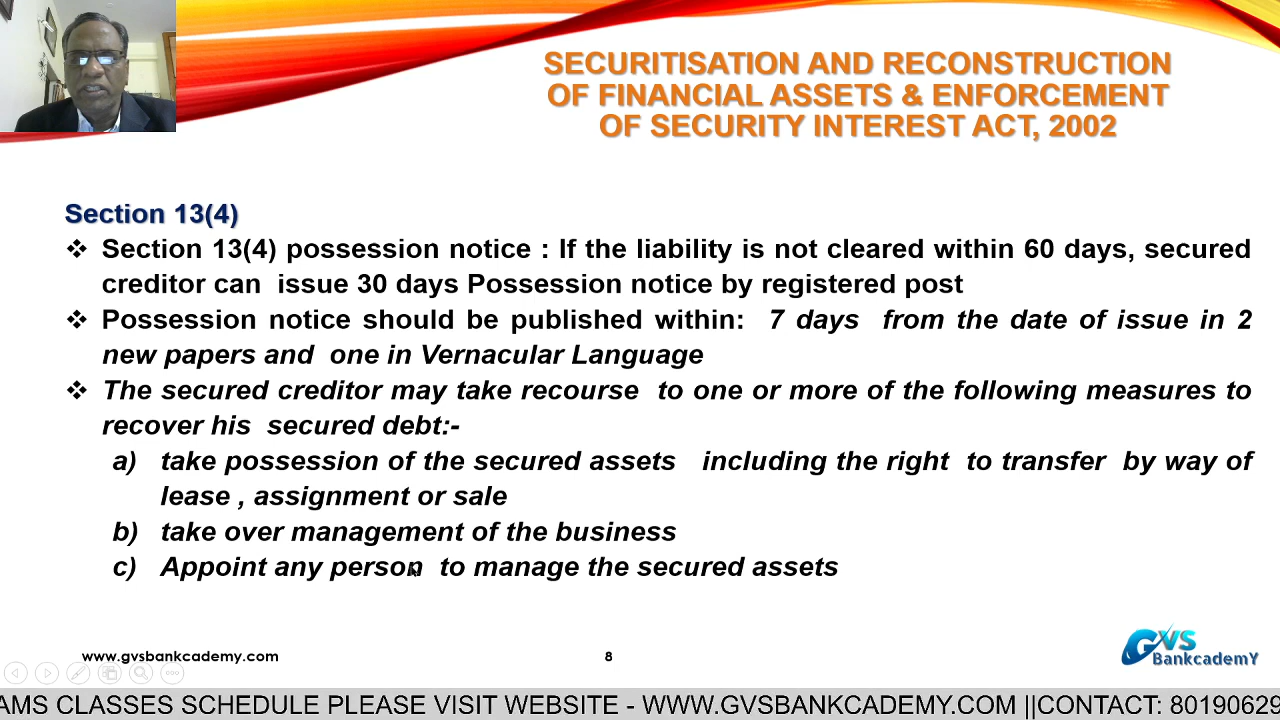 SECURITISATION AND RECONSTRUCTION
OF FINANCIAL ASSETS & ENFORCEMENT
OF SECURITY INTEREST ACT, 2002
Section 13(4)
❖ Section 13(4) possession notice : If the liability is not cleared within 60 days, secured
creditor can issue 30 days Possession notice by registered post
❖ Possession notice should be published within: 7 days from the date of issue in 2
new papers and one in Vernacular Language
❖ The secured creditor may take recourse to one or more of the following measures to
recover his secured debt:-
a) take possession of the secured assets including the right to transfer by way of
lease , assignment or sale
b) take over management of the business
c) Appoint any person to manage the secured assets
www.gvsbankcademy.com
8
GVS
BankcademY
AMS CLASSES SCHEDULE PLEASE VISIT WEBSITE - WWW.GVSBANKCADEMY.COM ||CONTACT: 80190629